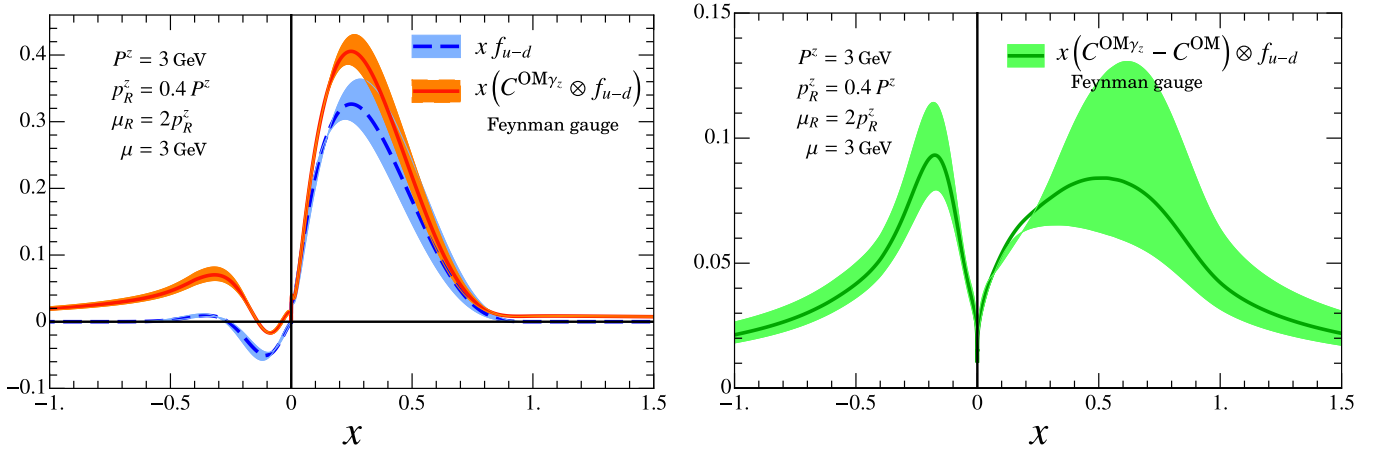 0.4
0.3
0.2
0.1
0
−0.1
−1.
−0.5
0
0.5
1.0
1.5
x
P^z = 3 GeV
p_R^z = 0.4 P^z
μ_R = 2p_R^z
μ = 3 GeV
x f_{u−d}
x(C^{OMγ_z} ⊗ f_{u−d})
Feynman gauge
0.15
0.10
0.05
0
−1.0
−0.5
0
0.5
1.
1.5
x
P^z = 3 GeV
p_R^z = 0.4 P^z
μ_R = 2p_R^z
μ = 3 GeV
x(C^{OMγ_z} − C^{OM}) ⊗ f_{u−d}
Feynman gauge